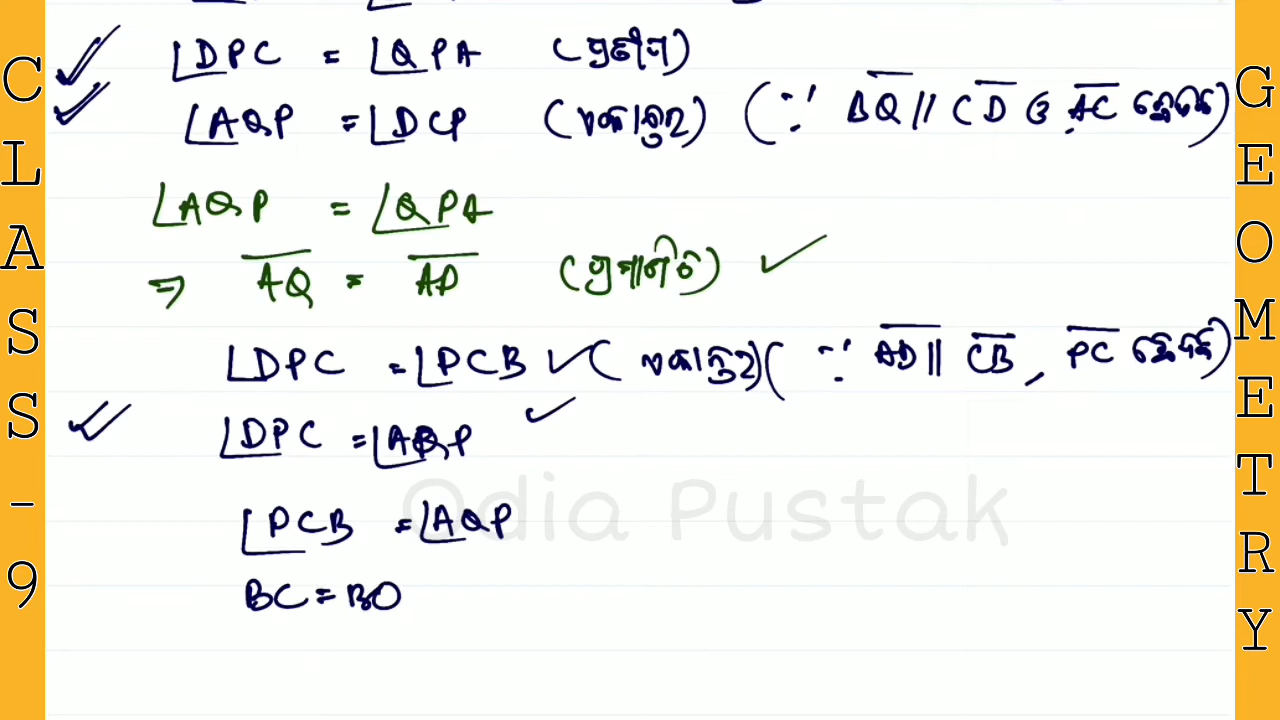 ∠DPC = ∠QPA (ପ୍ରତୀପ)
∠AQP = ∠DCP (ଏକାନ୍ତର) (∵ BQ || CD ଓ AC ଛେଦକ)
∠AQP = ∠QPA
⇒ AQ = AP (ପ୍ରମାଣିତ)
∠DPC = ∠PCB (ଏକାନ୍ତର) (∵ AD || CB, PC ଛେଦକ)
∠DPC = ∠AQP
∠PCB = ∠AQP
BC = BO
Odia Pustak
CLASS-9
GEOMETRY